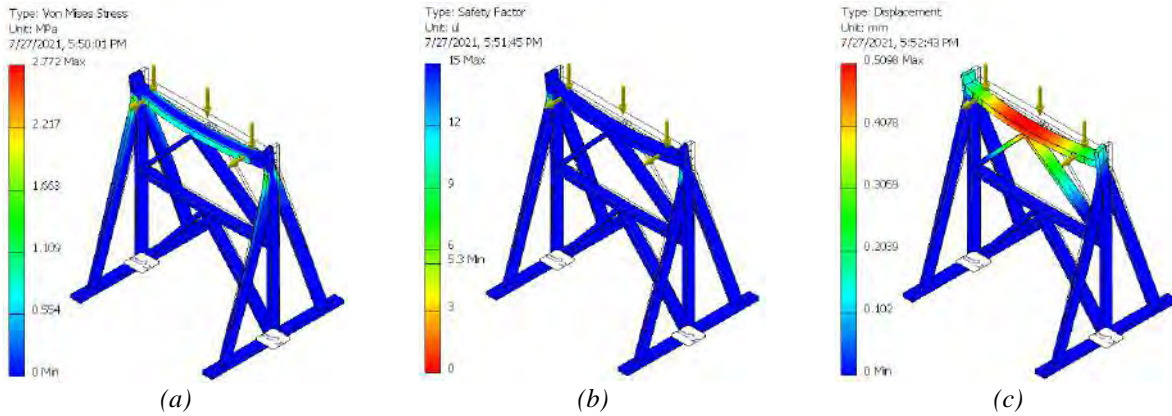 Type: Von Mises Stress
Unit: MPa
7/27/2021, 5:50:01 PM
2.772 Max
2.217
1.663
1.109
0.554
0 Min
(a)
Type: Safety Factor
Unit: ul
7/27/2021, 5:51:45 PM
15 Max
12
9
6
5.3 Min
3
0
(b)
Type: Displacement
Unit: mm
7/27/2021, 5:52:43 PM
0.5098 Max
0.4078
0.3059
0.2039
0.102
0 Min
(c)